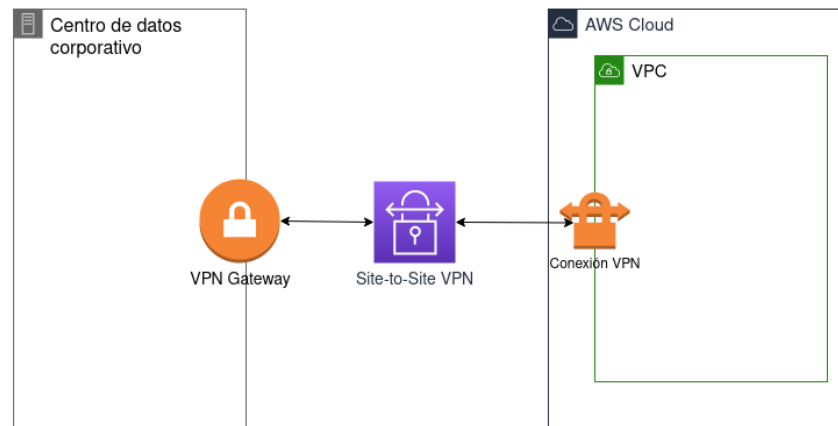 Centro de datos
corporativo
AWS Cloud
VPC
VPN Gateway
Site-to-Site VPN
Conexión VPN